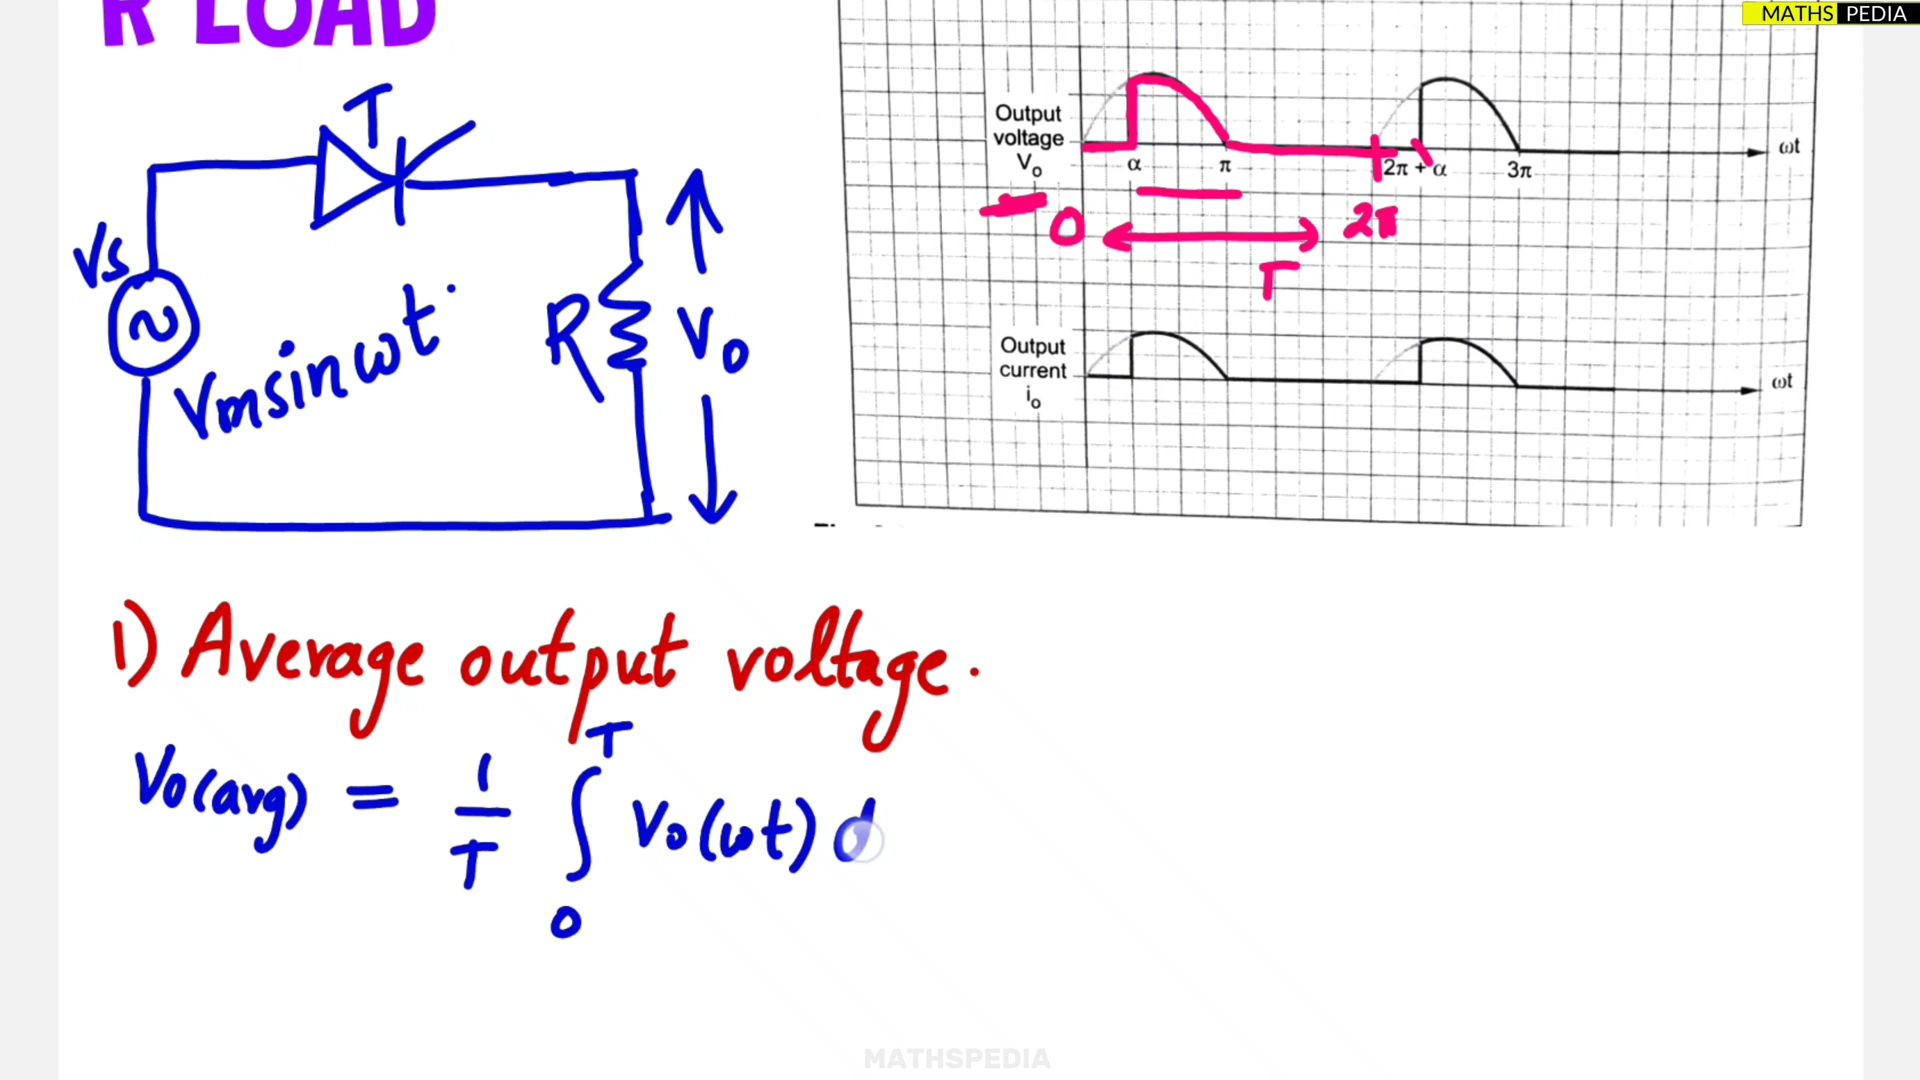 R LOAD
MATHS PEDIA
T
Vs
Vmsinωt
R
Vo
Output
voltage
Vo
α
π
2π + α
3π
ωt
0
2π
T
Output
current
io
ωt
1) Average output voltage.
Vo(avg) = 1/T ∫ 0 T Vo(ωt) d
MATHSPEDIA